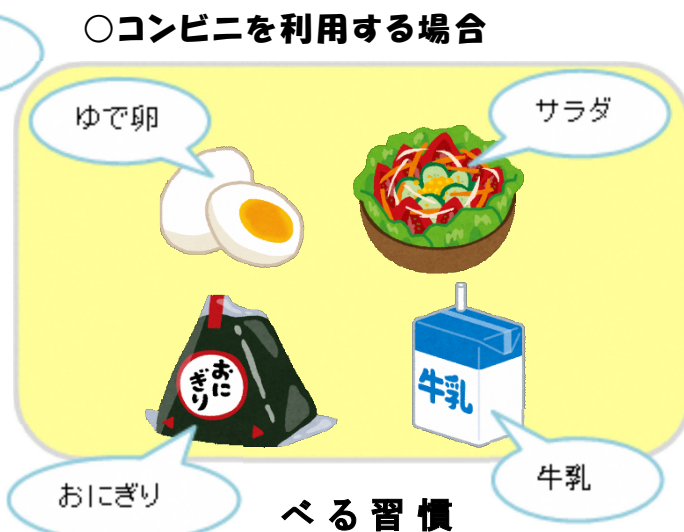 ○コンビニを利用する場合
ゆで卵
サラダ
おに
ぎり
牛乳
おにぎり
牛乳
べる習慣